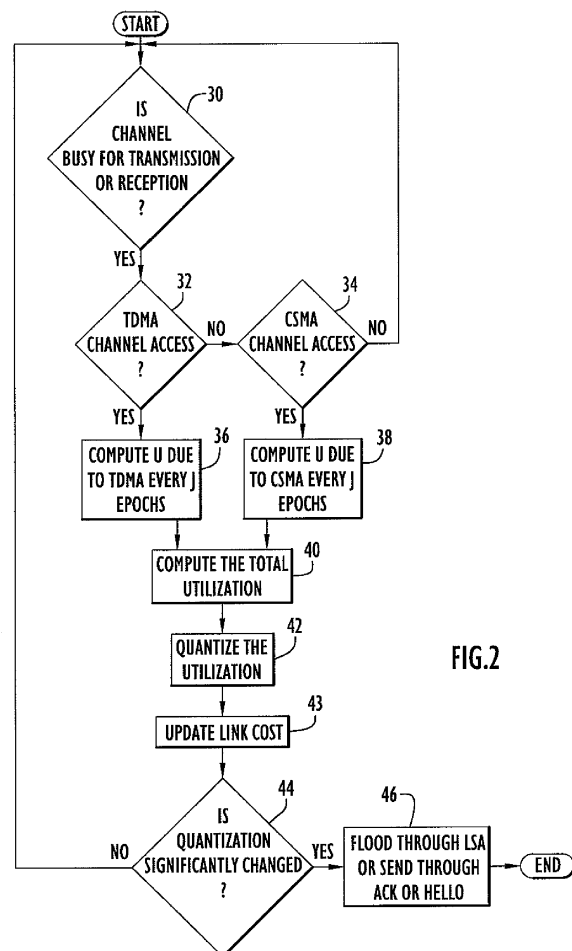 START
30
IS
CHANNEL
BUSY FOR TRANSMISSION
OR RECEPTION
?
YES
32
TDMA
CHANNEL ACCESS
?
NO
34
CSMA
CHANNEL ACCESS
?
NO
YES
36
COMPUTE U DUE
TO TDMA EVERY J
EPOCHS
YES
38
COMPUTE U DUE
TO CSMA EVERY J
EPOCHS
40
COMPUTE THE TOTAL
UTILIZATION
42
QUANTIZE THE
UTILIZATION
FIG.2
43
UPDATE LINK COST
44
IS
QUANTIZATION
SIGNIFICANTLY CHANGED
?
NO
YES
46
FLOOD THROUGH LSA
OR SEND THROUGH
ACK OR HELLO
END